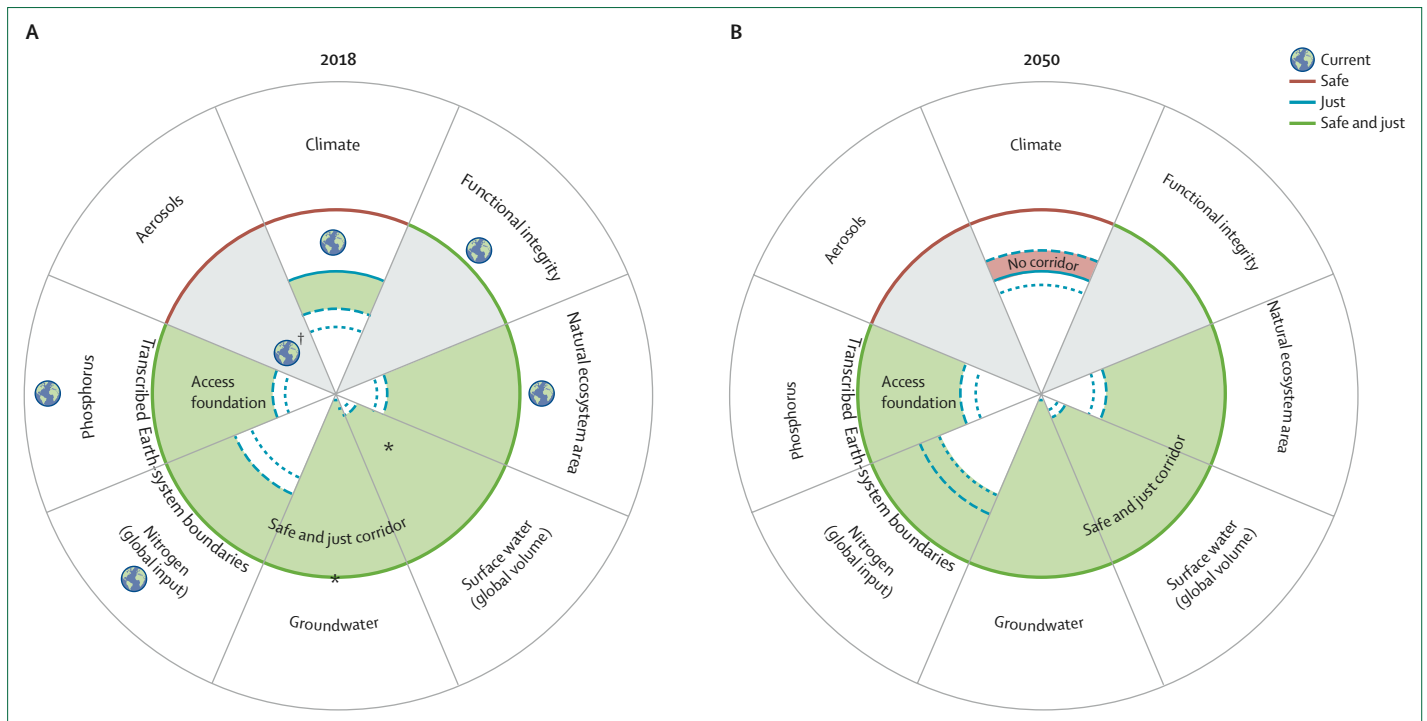 A
2018
Climate
Functional integrity
Natural ecosystem area
Surface water
(global volume)
Groundwater
Nitrogen
(global input)
Phosphorus
Aerosols
†
Access
foundation
Transcribed Earth-system boundaries
Safe and just corridor
*
*
B
2050
Climate
Functional integrity
Natural ecosystem area
Surface water
(global volume)
Groundwater
Nitrogen
(global input)
Phosphorus
Aerosols
No corridor
Access
foundation
Transcribed Earth-system boundaries
Safe and just corridor
Current
Safe
Just
Safe and just